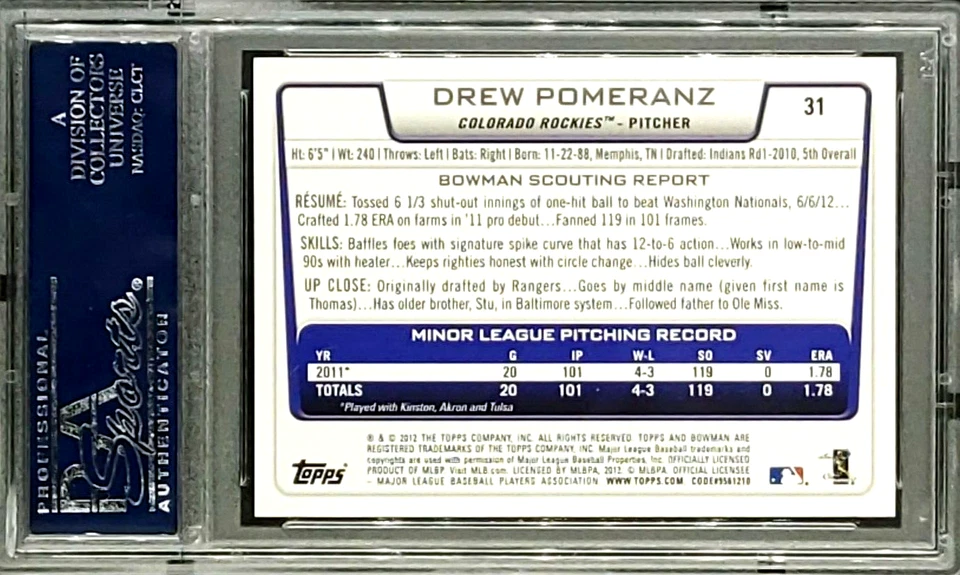 A
DIVISION OF
COLLECTORS
UNIVERSE
NASDAQ: CLCT
PROFESSIONAL
PSA
Sports®
AUTHENTICATOR
DREW POMERANZ
COLORADO ROCKIES™ - PITCHER
31
Ht: 6'5" | Wt: 240 | Throws: Left | Bats: Right | Born: 11-22-88, Memphis, TN | Drafted: Indians Rd1-2010, 5th Overall
BOWMAN SCOUTING REPORT
RÉSUMÉ: Tossed 6 1/3 shut-out innings of one-hit ball to beat Washington Nationals, 6/6/12...
Crafted 1.78 ERA on farms in '11 pro debut...Fanned 119 in 101 frames.
SKILLS: Baffles foes with signature spike curve that has 12-to-6 action...Works in low-to-mid
90s with heater...Keeps righties honest with circle change...Hides ball cleverly.
UP CLOSE: Originally drafted by Rangers...Goes by middle name (given first name is
Thomas)...Has older brother, Stu, in Baltimore system...Followed father to Ole Miss.
MINOR LEAGUE PITCHING RECORD
YR G IP W-L SO SV ERA
2011* 20 101 4-3 119 0 1.78
TOTALS 20 101 4-3 119 0 1.78
*Played with Kinston, Akron and Tulsa
® & © 2012 THE TOPPS COMPANY, INC. ALL RIGHTS RESERVED. TOPPS AND BOWMAN ARE
REGISTERED TRADEMARKS OF THE TOPPS COMPANY, INC. Major League Baseball trademarks and
copyrights are used with permission of Major League Baseball Properties, Inc. OFFICIALLY LICENSED
PRODUCT OF MLBP Visit MLB.com. LICENSED BY MLBPA, 2012. © MLBPA. OFFICIAL LICENSEE
- MAJOR LEAGUE BASEBALL PLAYERS ASSOCIATION WWW.TOPPS.COM CODE#9561210
Topps®